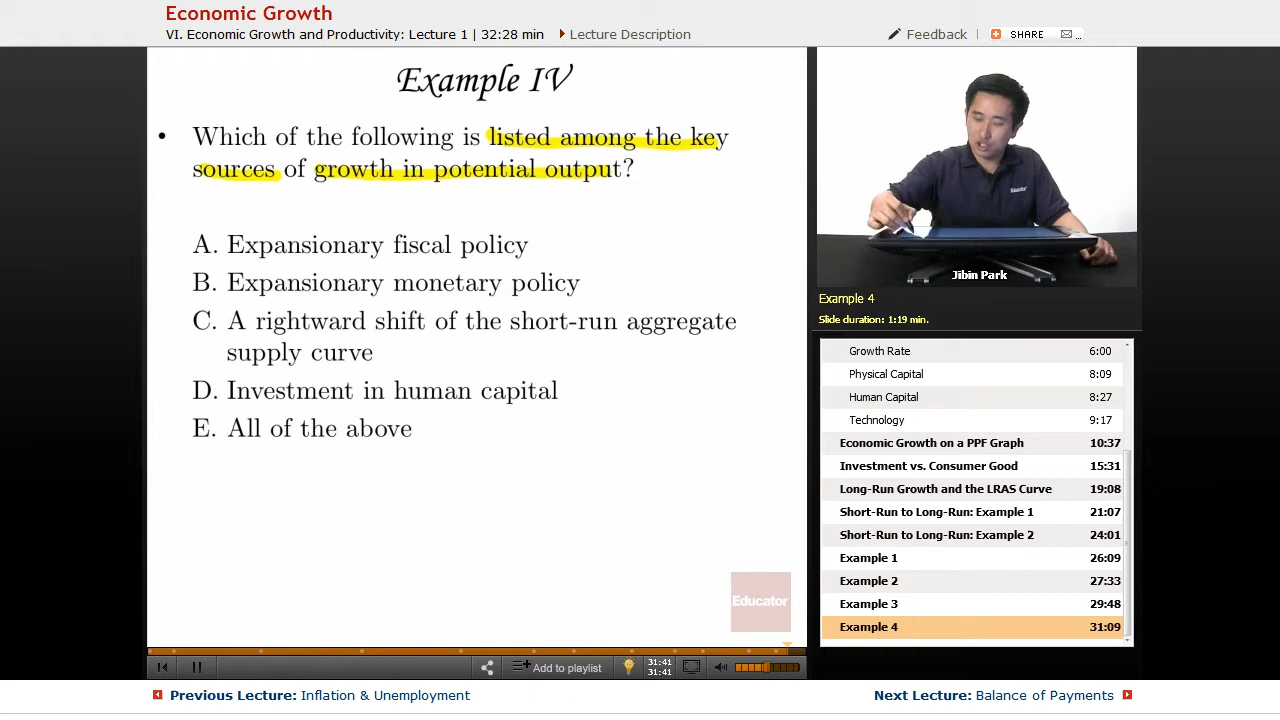 Economic Growth
VI. Economic Growth and Productivity: Lecture 1 | 32:28 min
Lecture Description
Feedback
SHARE
Example IV
• Which of the following is listed among the key
sources of growth in potential output?
A. Expansionary fiscal policy
B. Expansionary monetary policy
C. A rightward shift of the short-run aggregate
supply curve
D. Investment in human capital
E. All of the above
Educator
Educator
Jibin Park
Example 4
Slide duration: 1:19 min.
Growth Rate 6:00
Physical Capital 8:09
Human Capital 8:27
Technology 9:17
Economic Growth on a PPF Graph 10:37
Investment vs. Consumer Good 15:31
Long-Run Growth and the LRAS Curve 19:08
Short-Run to Long-Run: Example 1 21:07
Short-Run to Long-Run: Example 2 24:01
Example 1 26:09
Example 2 27:33
Example 3 29:48
Example 4 31:09
Add to playlist
31:41
31:41
Previous Lecture: Inflation & Unemployment
Next Lecture: Balance of Payments